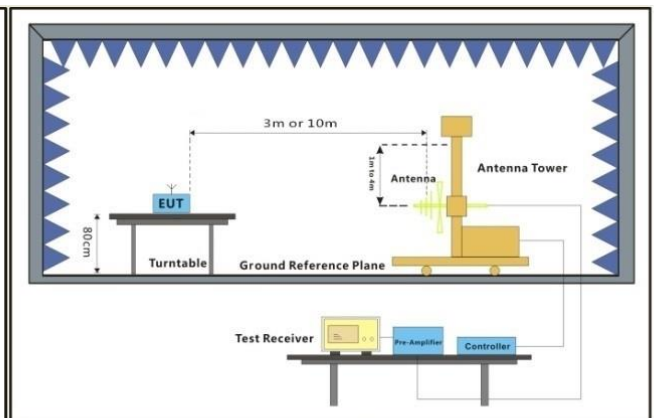 3m or 10m
1m to 4m
Antenna
Antenna Tower
EUT
80cm
Turntable
Ground Reference Plane
Test Receiver
Pre-Amplifier
Controller